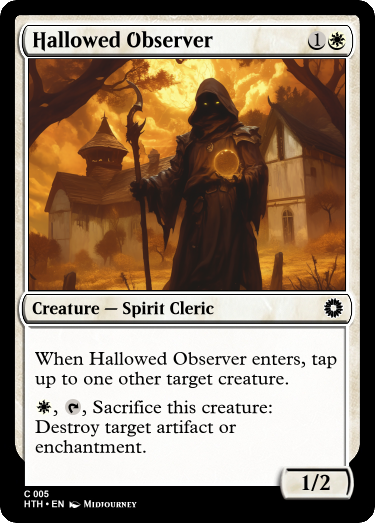 Hallowed Observer 1
Creature — Spirit Cleric
When Hallowed Observer enters, tap
up to one other target creature.
, , Sacrifice this creature:
Destroy target artifact or
enchantment.
1/2
C 005
HTH • EN Midjourney